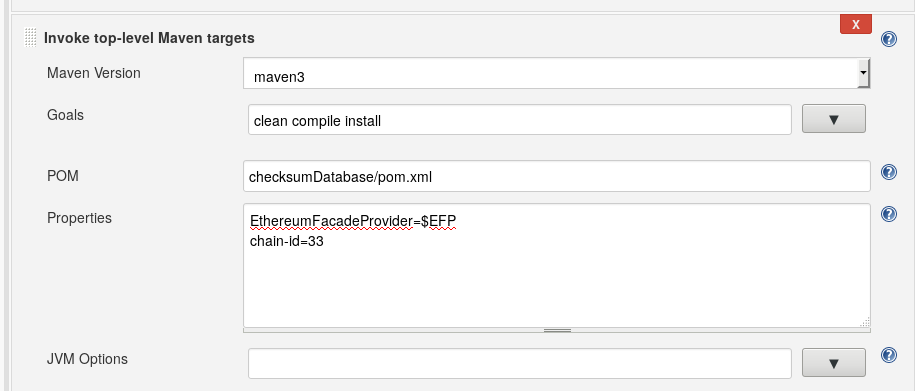 X
Invoke top-level Maven targets
?
Maven Version
maven3
Goals
clean compile install
POM
checksumDatabase/pom.xml
?
Properties
EthereumFacadeProvider=$EFP
chain-id=33
?
JVM Options
?